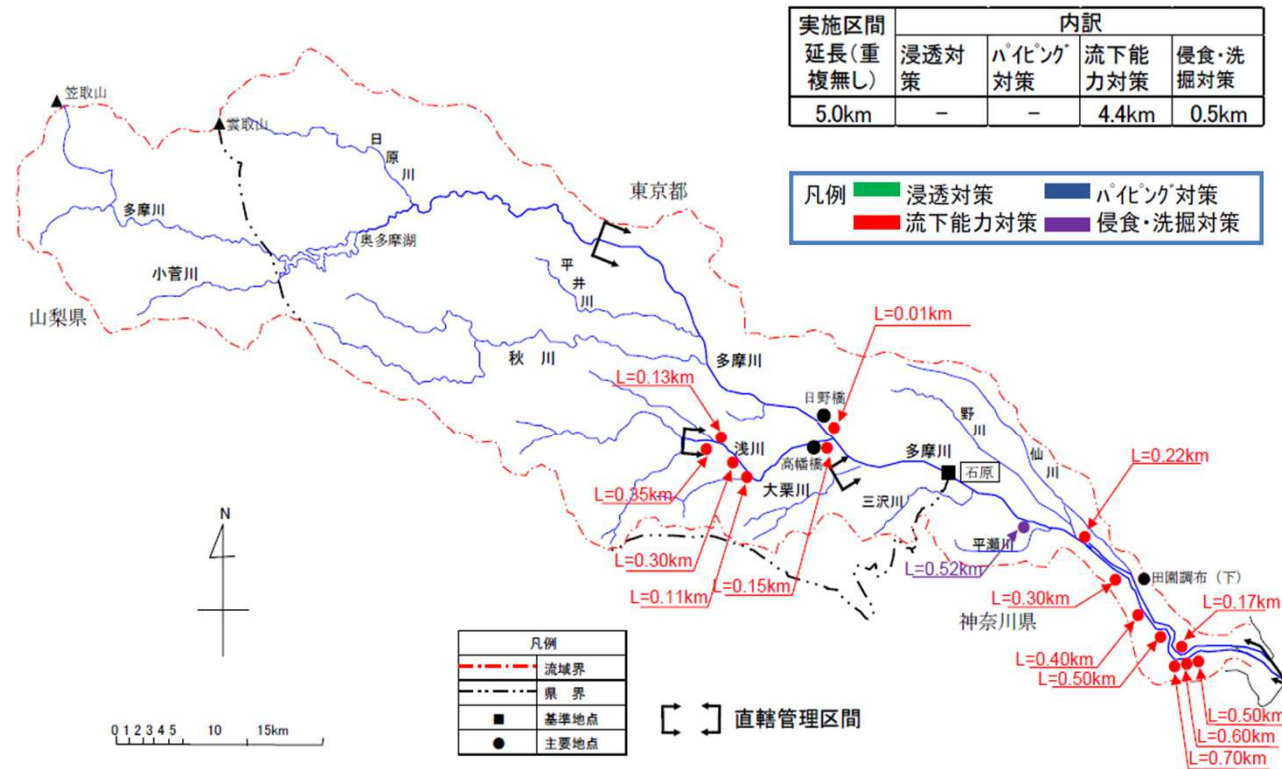 実施区間
延長(重
複無し)
内訳
浸透対
策
パイピング
対策
流下能
力対策
侵食・洗
掘対策
5.0km
－
－
4.4km
0.5km
凡例
浸透対策
パイピング対策
流下能力対策
侵食・洗掘対策
笠取山
雲取山
日
原
川
東京都
多摩川
奥多摩湖
小菅川
山梨県
平
井
川
秋 川
多摩川
L=0.01km
L=0.13km
日野橋
浅川
高幡橋
多摩川
石原
野
川
仙
川
L=0.22km
L=0.35km
大栗川
三沢川
平瀬川
L=0.30km
L=0.11km
L=0.15km
L=0.52km
田園調布（下）
L=0.30km
L=0.17km
神奈川県
L=0.40km
L=0.50km
L=0.50km
L=0.60km
L=0.70km
N
凡例
流域界
県 界
基準地点
主要地点
直轄管理区間
0 1 2 3 4 5 10 15km